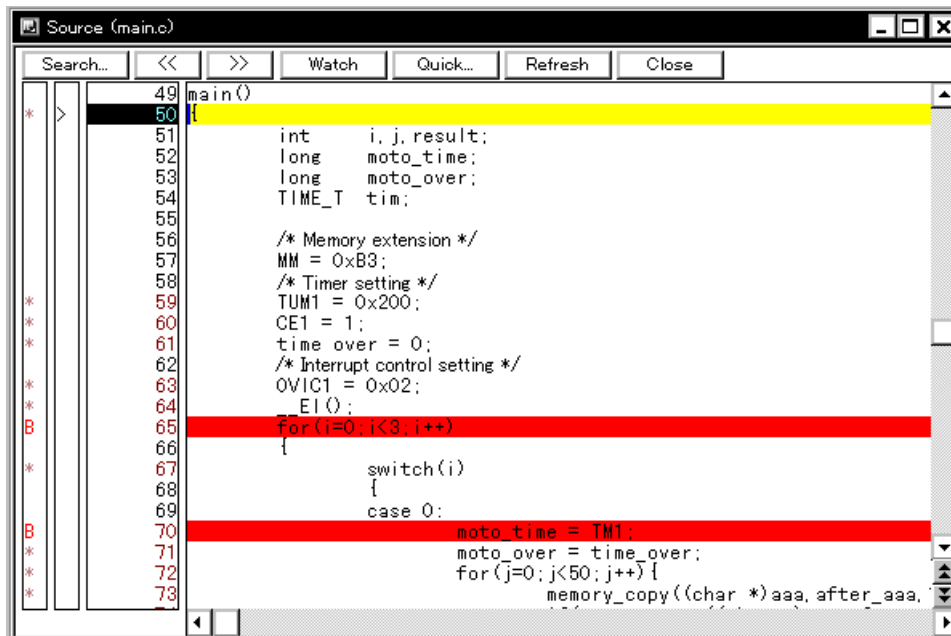 Source (main.c)
Search... << >> Watch Quick... Refresh Close
49 main()
* > 50 {
51 int i, j, result;
52 long moto_time;
53 long moto_over;
54 TIME_T tim;
55
56 /* Memory extension */
57 MM = 0xB3;
58 /* Timer setting */
* 59 TUM1 = 0x200;
* 60 CE1 = 1;
* 61 time_over = 0;
62 /* Interrupt control setting */
* 63 OVIC1 = 0x02;
* 64 __EI();
B 65 for(i=0;i<3;i++)
66 {
* 67 switch(i)
68 {
69 case 0:
B 70 moto_time = TM1;
* 71 moto_over = time_over;
* 72 for(j=0;j<50;j++){
* 73 memory_copy((char *)aaa,after_aaa,